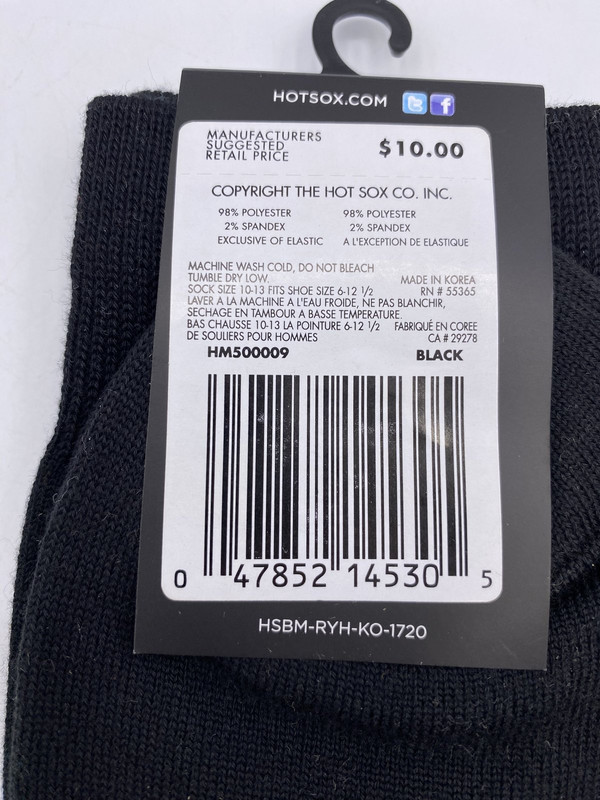 HOTSOX.COM
MANUFACTURERS
SUGGESTED
RETAIL PRICE
$10.00
COPYRIGHT THE HOT SOX CO. INC.
98% POLYESTER 98% POLYESTER
2% SPANDEX 2% SPANDEX
EXCLUSIVE OF ELASTIC A L'EXCEPTION DE ELASTIQUE
MACHINE WASH COLD, DO NOT BLEACH
TUMBLE DRY LOW, MADE IN KOREA
SOCK SIZE 10-13 FITS SHOE SIZE 6-12 1/2 RN # 55365
LAVER A LA MACHINE A L'EAU FROIDE, NE PAS BLANCHIR,
SECHAGE EN TAMBOUR A BASSE TEMPERATURE.
BAS CHAUSSE 10-13 LA POINTURE 6-12 1/2 FABRIQUÉ EN COREE
DE SOULIERS POUR HOMMES CA # 29278
HM500009 BLACK
0 47852 14530 5
HSBM-RYH-KO-1720